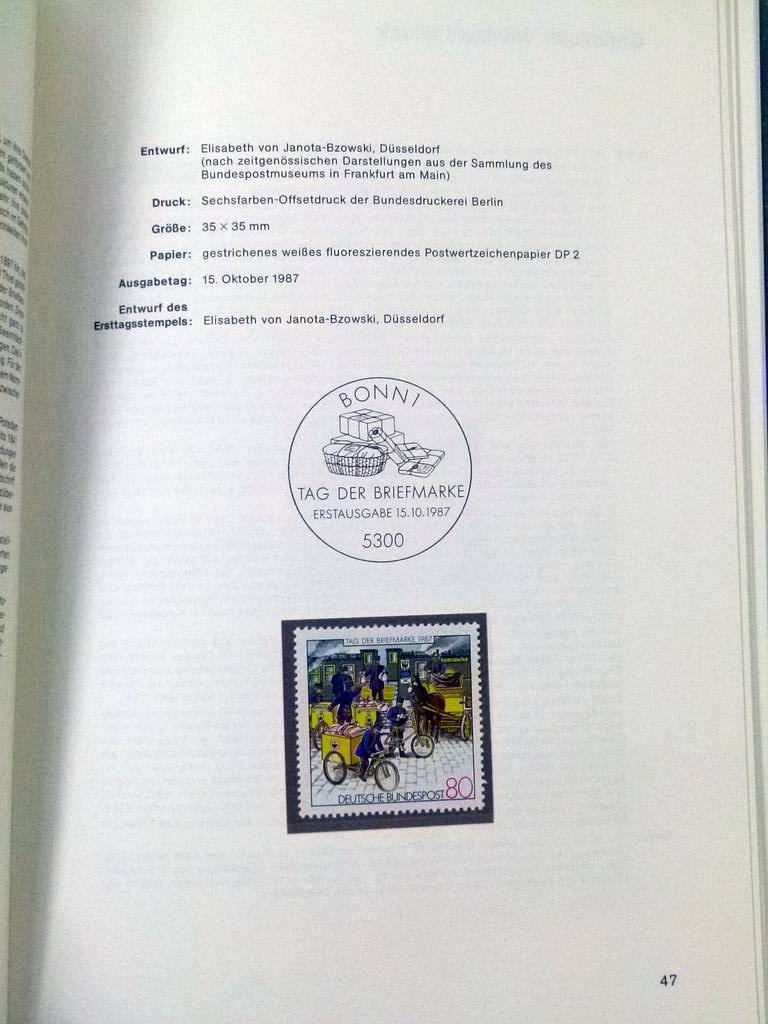 Entwurf: Elisabeth von Janota-Bzowski, Düsseldorf
(nach zeitgenössischen Darstellungen aus der Sammlung des
Bundespostmuseums in Frankfurt am Main)
Druck: Sechsfarben-Offsetdruck der Bundesdruckerei Berlin
Größe: 35 × 35 mm
Papier: gestrichenes weißes fluoreszierendes Postwertzeichenpapier DP 2
Ausgabetag: 15. Oktober 1987
Entwurf des
Ersttagsstempels: Elisabeth von Janota-Bzowski, Düsseldorf
BONN 1
TAG DER BRIEFMARKE
ERSTAUSGABE 15.10.1987
5300
TAG DER BRIEFMARKE 1987
DEUTSCHE BUNDESPOST 80
47